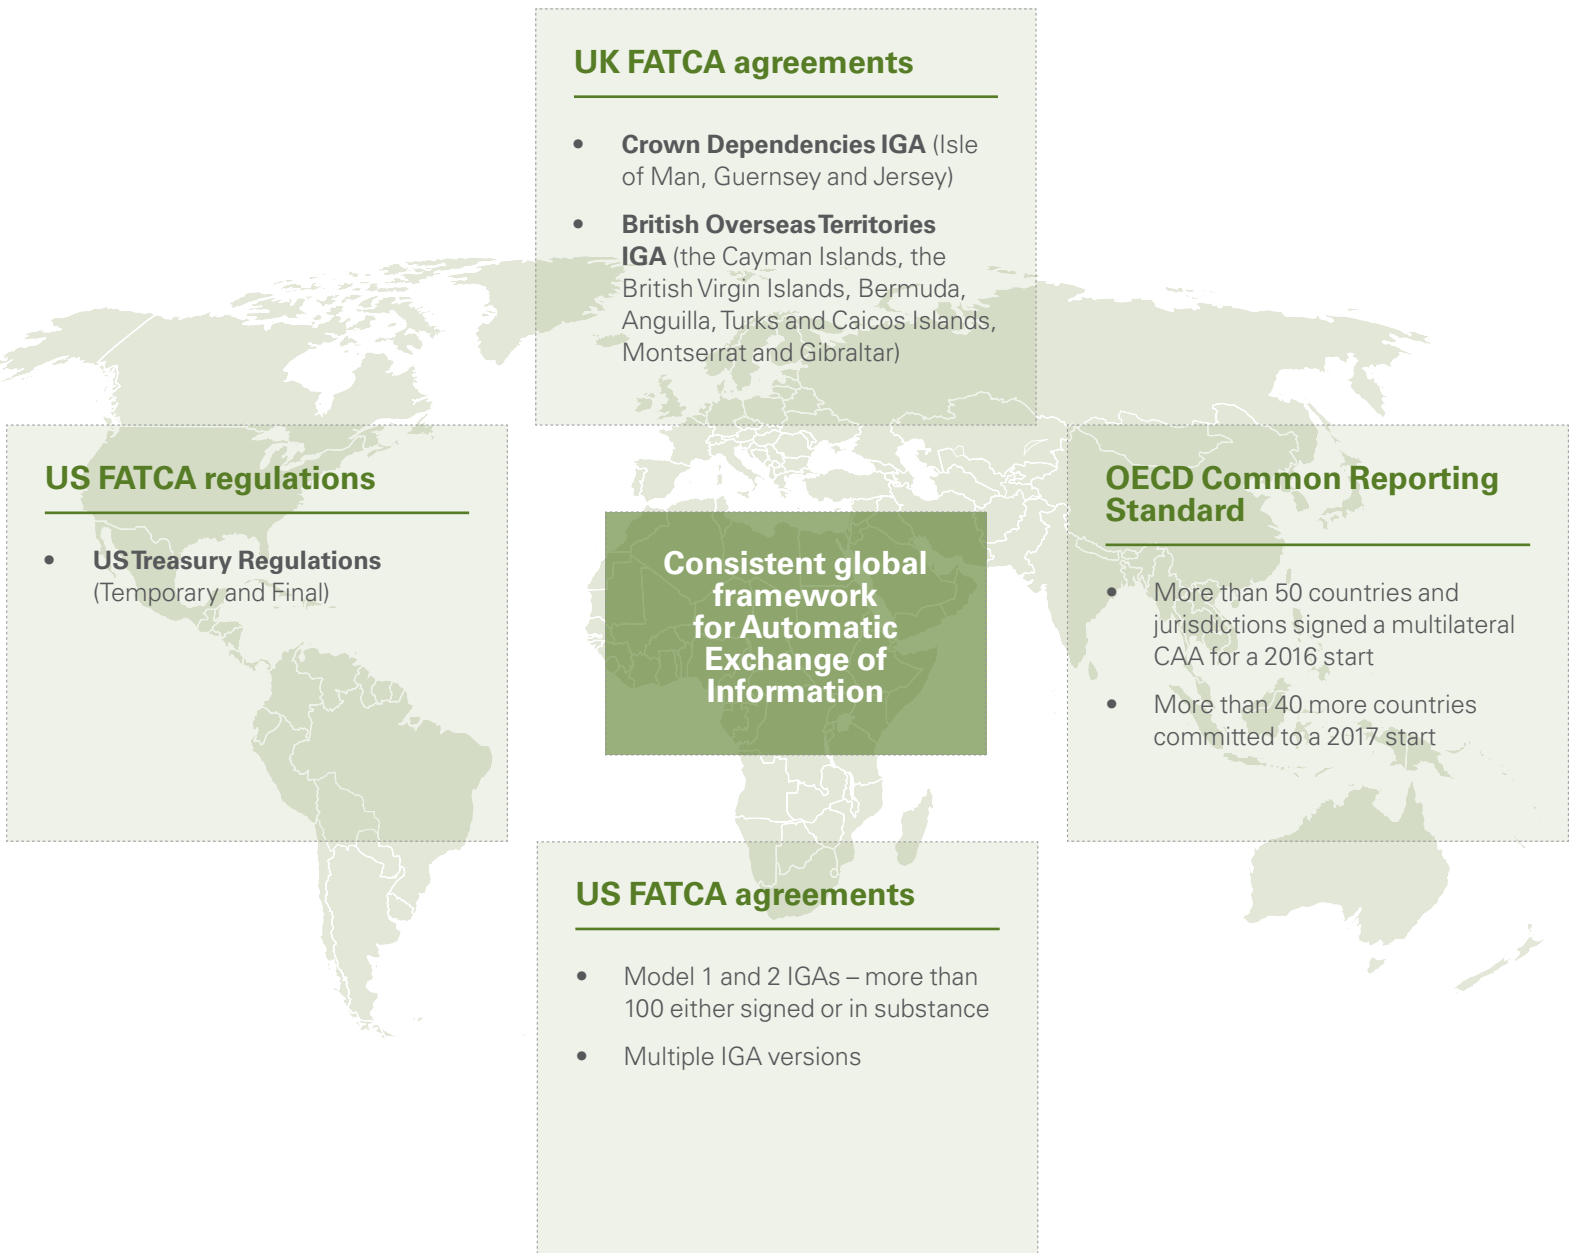 UK FATCA agreements
• Crown Dependencies IGA (Isle
of Man, Guernsey and Jersey)
• British Overseas Territories
IGA (the Cayman Islands, the
British Virgin Islands, Bermuda,
Anguilla, Turks and Caicos Islands,
Montserrat and Gibraltar)
US FATCA regulations
• US Treasury Regulations
(Temporary and Final)
Consistent global
framework
for Automatic
Exchange of
Information
OECD Common Reporting
Standard
• More than 50 countries and
jurisdictions signed a multilateral
CAA for a 2016 start
• More than 40 more countries
committed to a 2017 start
US FATCA agreements
• Model 1 and 2 IGAs – more than
100 either signed or in substance
• Multiple IGA versions